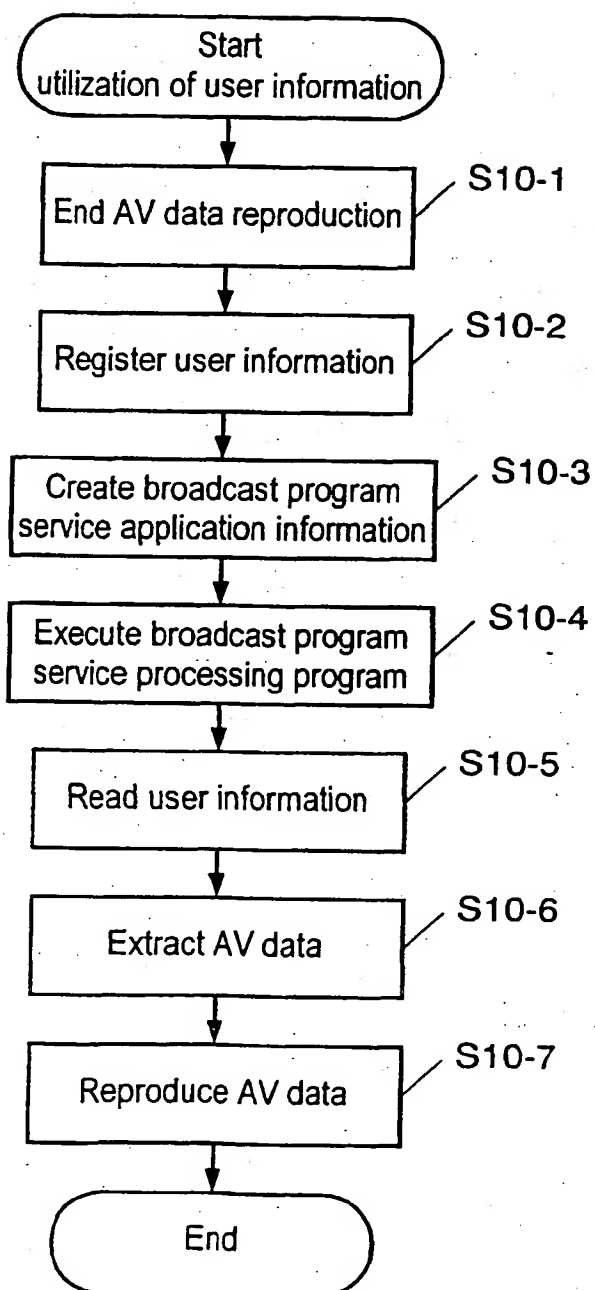 Start
utilization of user information
S10-1
End AV data reproduction
S10-2
Register user information
S10-3
Create broadcast program
service application information
S10-4
Execute broadcast program
service processing program
S10-5
Read user information
S10-6
Extract AV data
S10-7
Reproduce AV data
End